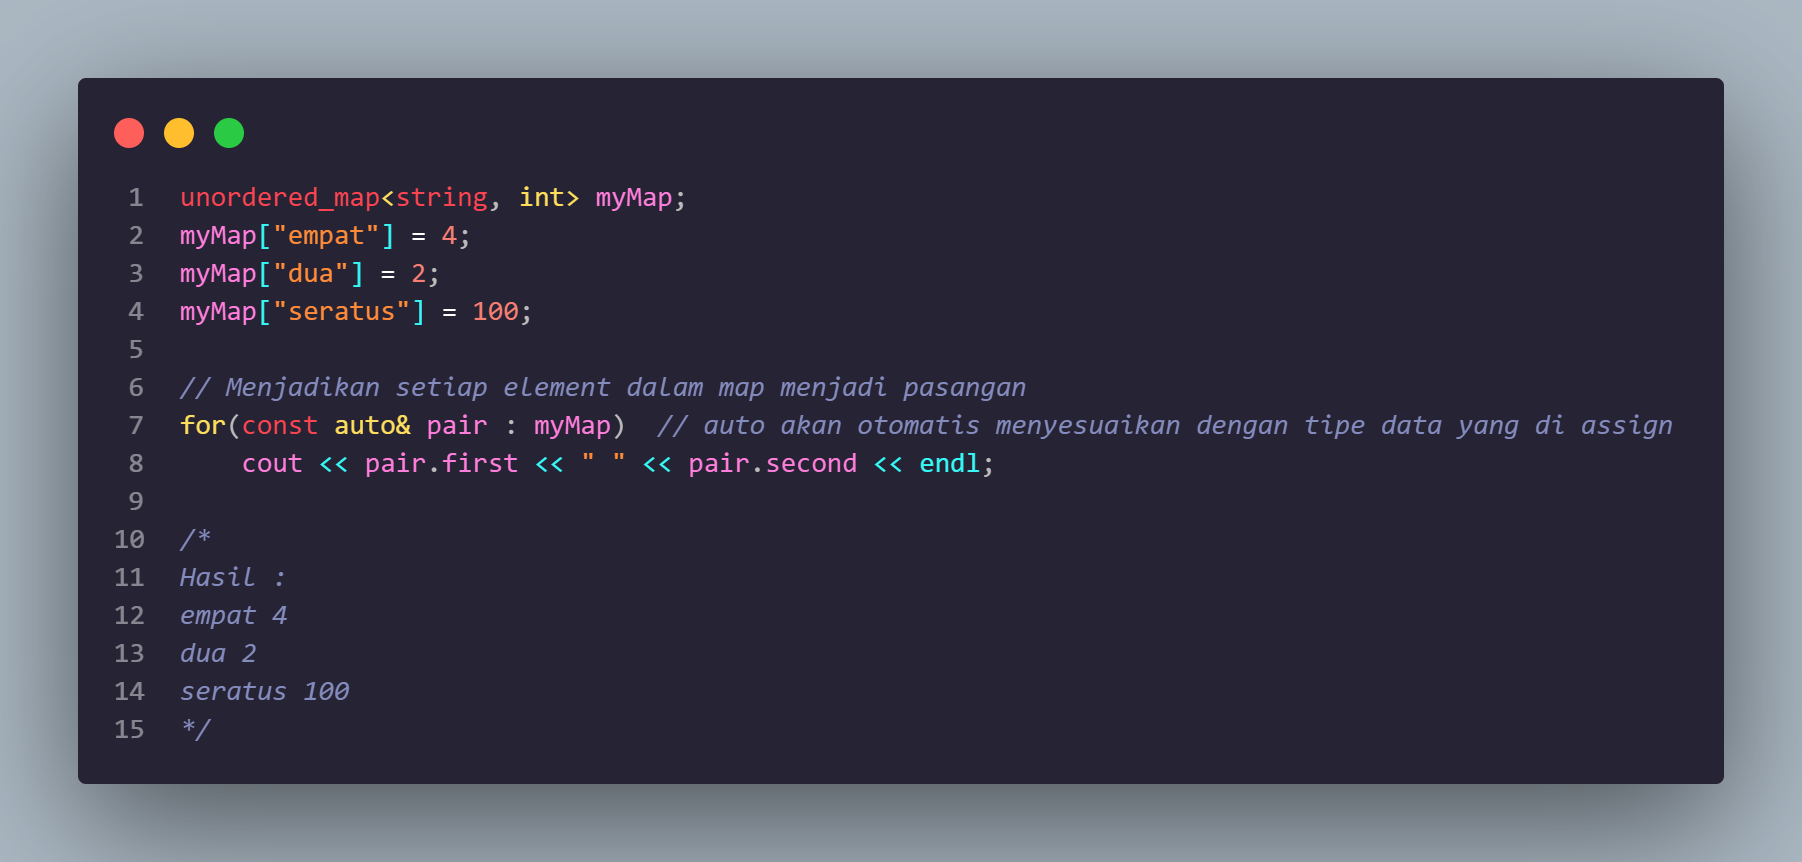 1 unordered_map<string, int> myMap;
2 myMap["empat"] = 4;
3 myMap["dua"] = 2;
4 myMap["seratus"] = 100;
5
6 // Menjadikan setiap element dalam map menjadi pasangan
7 for(const auto& pair : myMap)  // auto akan otomatis menyesuaikan dengan tipe data yang di assign
8     cout << pair.first << " " << pair.second << endl;
9
10 /*
11 Hasil :
12 empat 4
13 dua 2
14 seratus 100
15 */